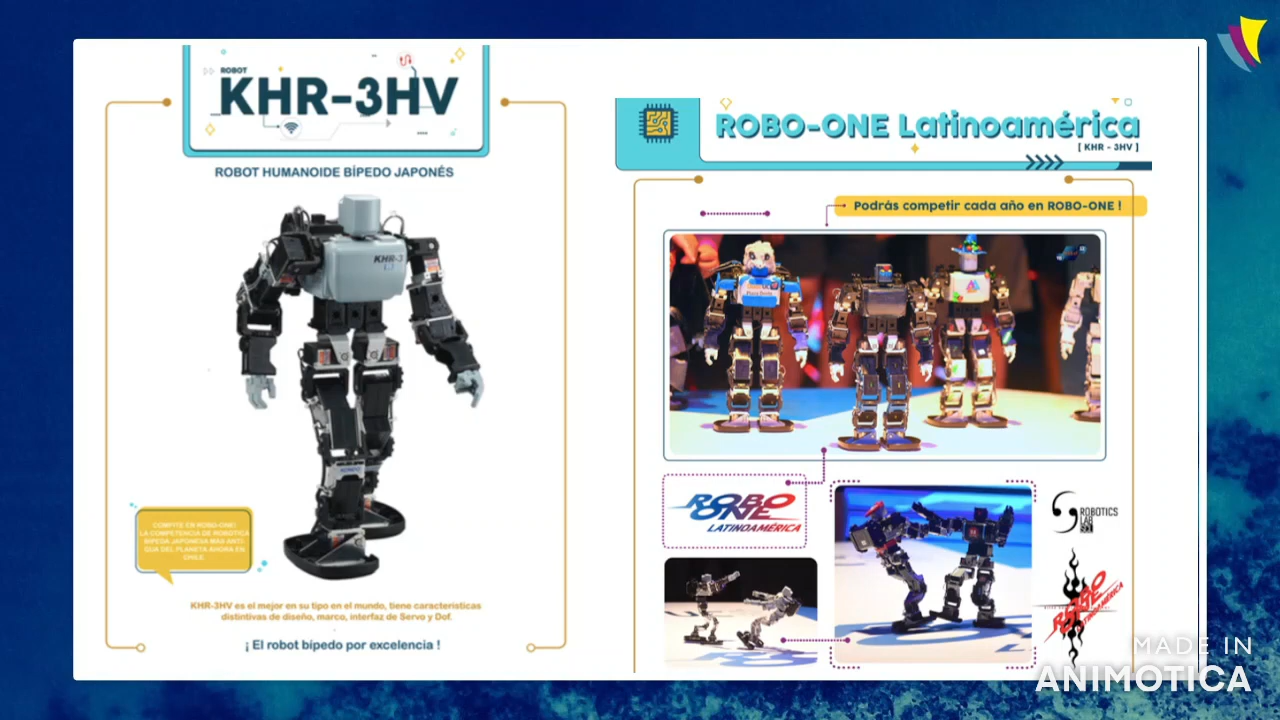 ROBOT
KHR-3HV
ROBOT HUMANOIDE BÍPEDO JAPONÉS
KHR-3
COMPITE EN ROBO-ONE!
LA COMPETENCIA DE ROBÓTICA
BÍPEDA JAPONESA MÁS ANTI-
GUA DEL PLANETA AHORA EN
CHILE.
KHR-3HV es el mejor en su tipo en el mundo, tiene características
distintivas de diseño, marco, interfaz de Servo y Dof.
¡ El robot bípedo por excelencia !
ROBO-ONE Latinoamérica
[ KHR - 3HV ]
Podrás competir cada año en ROBO-ONE !
ROBO
ONE
LATINOAMÉRICA
ROBOTICS
LAB
MADE IN
ANIMOTICA